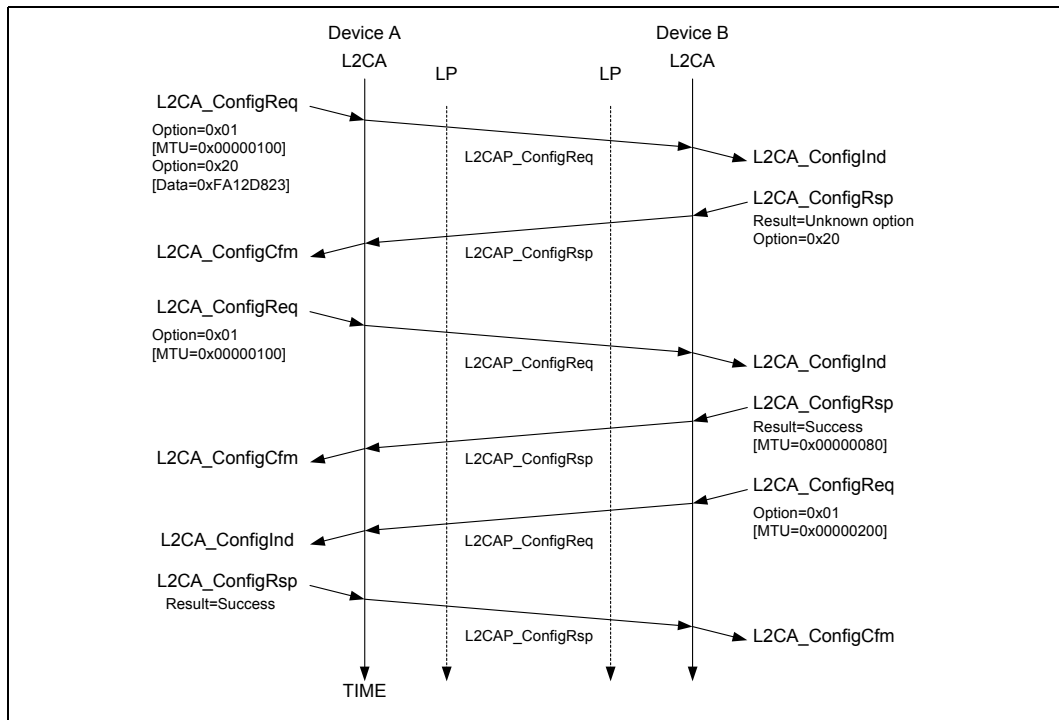 Device A
Device B
L2CA
LP
LP
L2CA
L2CA_ConfigReq
Option=0x01
[MTU=0x00000100]
Option=0x20
[Data=0xFA12D823]
L2CAP_ConfigReq
L2CA_ConfigInd
L2CA_ConfigRsp
Result=Unknown option
Option=0x20
L2CAP_ConfigRsp
L2CA_ConfigCfm
L2CA_ConfigReq
Option=0x01
[MTU=0x00000100]
L2CAP_ConfigReq
L2CA_ConfigInd
L2CA_ConfigRsp
Result=Success
[MTU=0x00000080]
L2CAP_ConfigRsp
L2CA_ConfigCfm
L2CA_ConfigReq
Option=0x01
[MTU=0x00000200]
L2CAP_ConfigReq
L2CA_ConfigInd
L2CA_ConfigRsp
Result=Success
L2CAP_ConfigRsp
L2CA_ConfigCfm
TIME